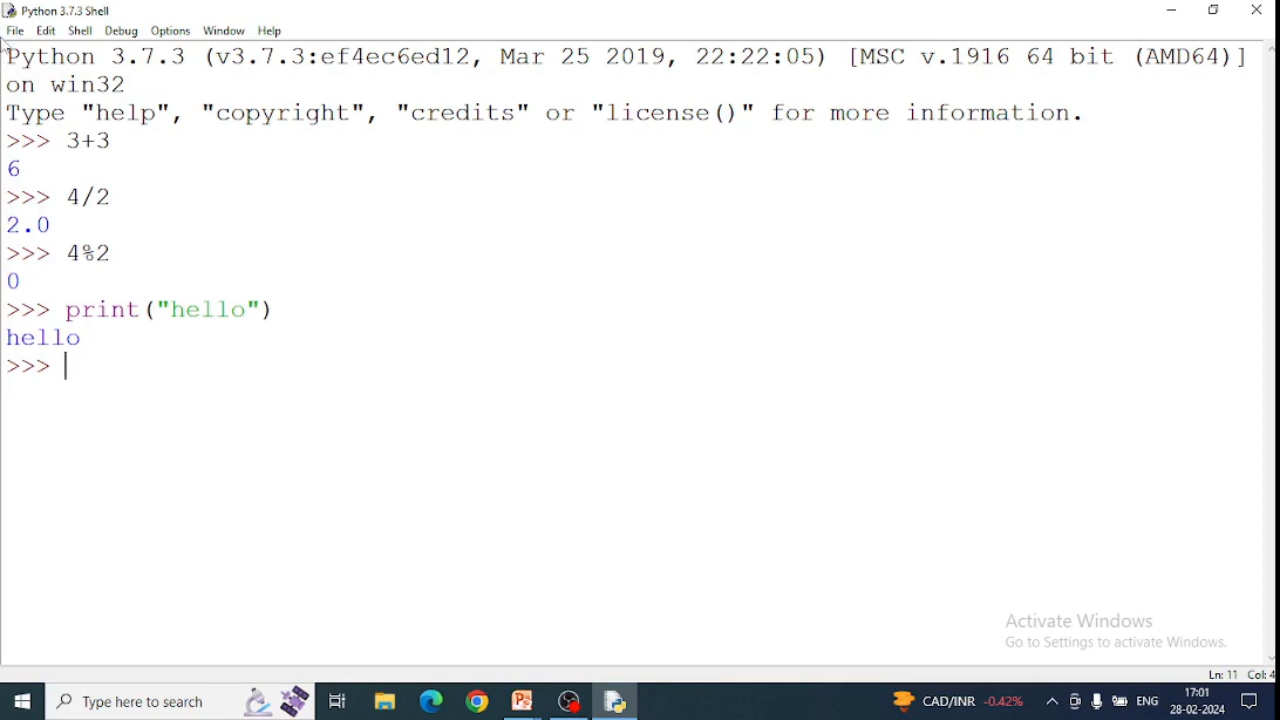 Python 3.7.3 Shell
File Edit Shell Debug Options Window Help
Python 3.7.3 (v3.7.3:ef4ec6ed12, Mar 25 2019, 22:22:05) [MSC v.1916 64 bit (AMD64)]
on win32
Type "help", "copyright", "credits" or "license()" for more information.
>>> 3+3
6
>>> 4/2
2.0
>>> 4%2
0
>>> print("hello")
hello
>>>
Activate Windows
Go to Settings to activate Windows.
Ln: 11 Col: 4
Type here to search
CAD/INR -0.42%
ENG
17:01
28-02-2024